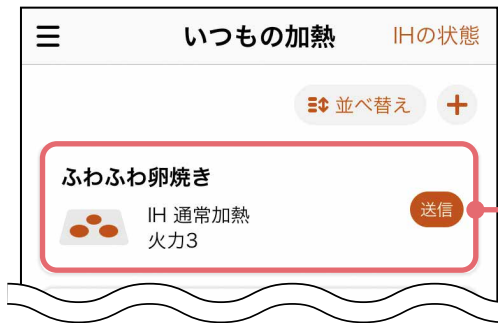 いつもの加熱 IHの状態
並べ替え
ふわふわ卵焼き
IH 通常加熱
火力3
送信